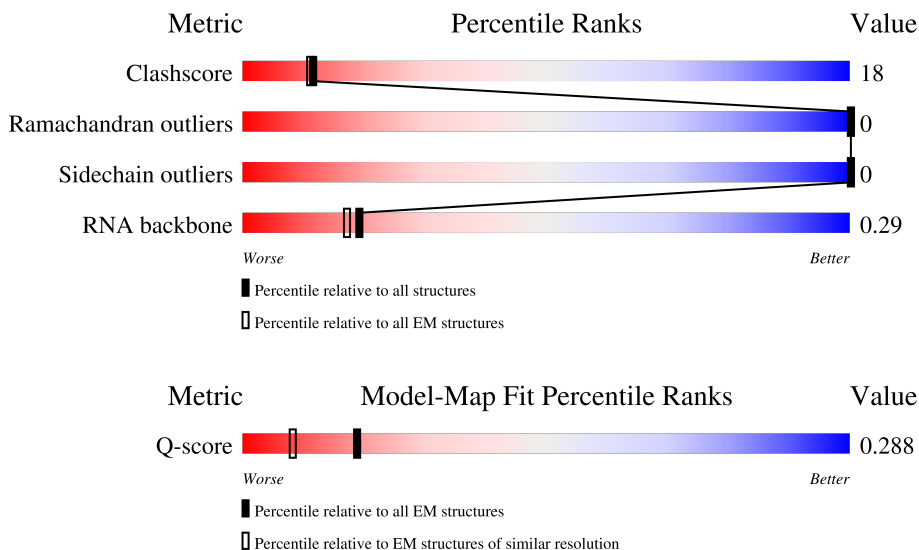 Metric Percentile Ranks Value
Clashscore 18
Ramachandran outliers 0
Sidechain outliers 0
RNA backbone 0.29
Worse Better
Percentile relative to all structures
Percentile relative to all EM structures
Metric Model-Map Fit Percentile Ranks Value
Q-score 0.288
Worse Better
Percentile relative to all EM structures
Percentile relative to EM structures of similar resolution